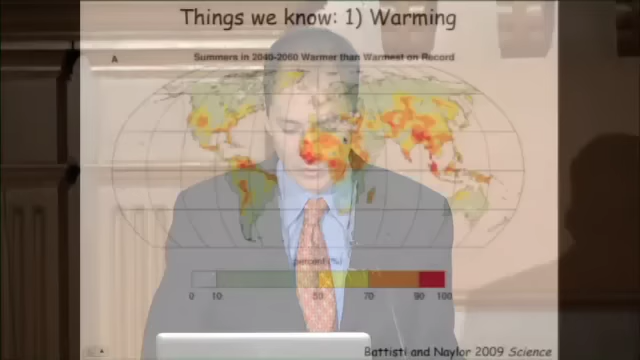 Things we know: 1) Warming
A
Summers in 2040-2060 Warmer than Warmest on Record
percent (%)
0 10 50 70 90 100
Battisti and Naylor 2009 Science